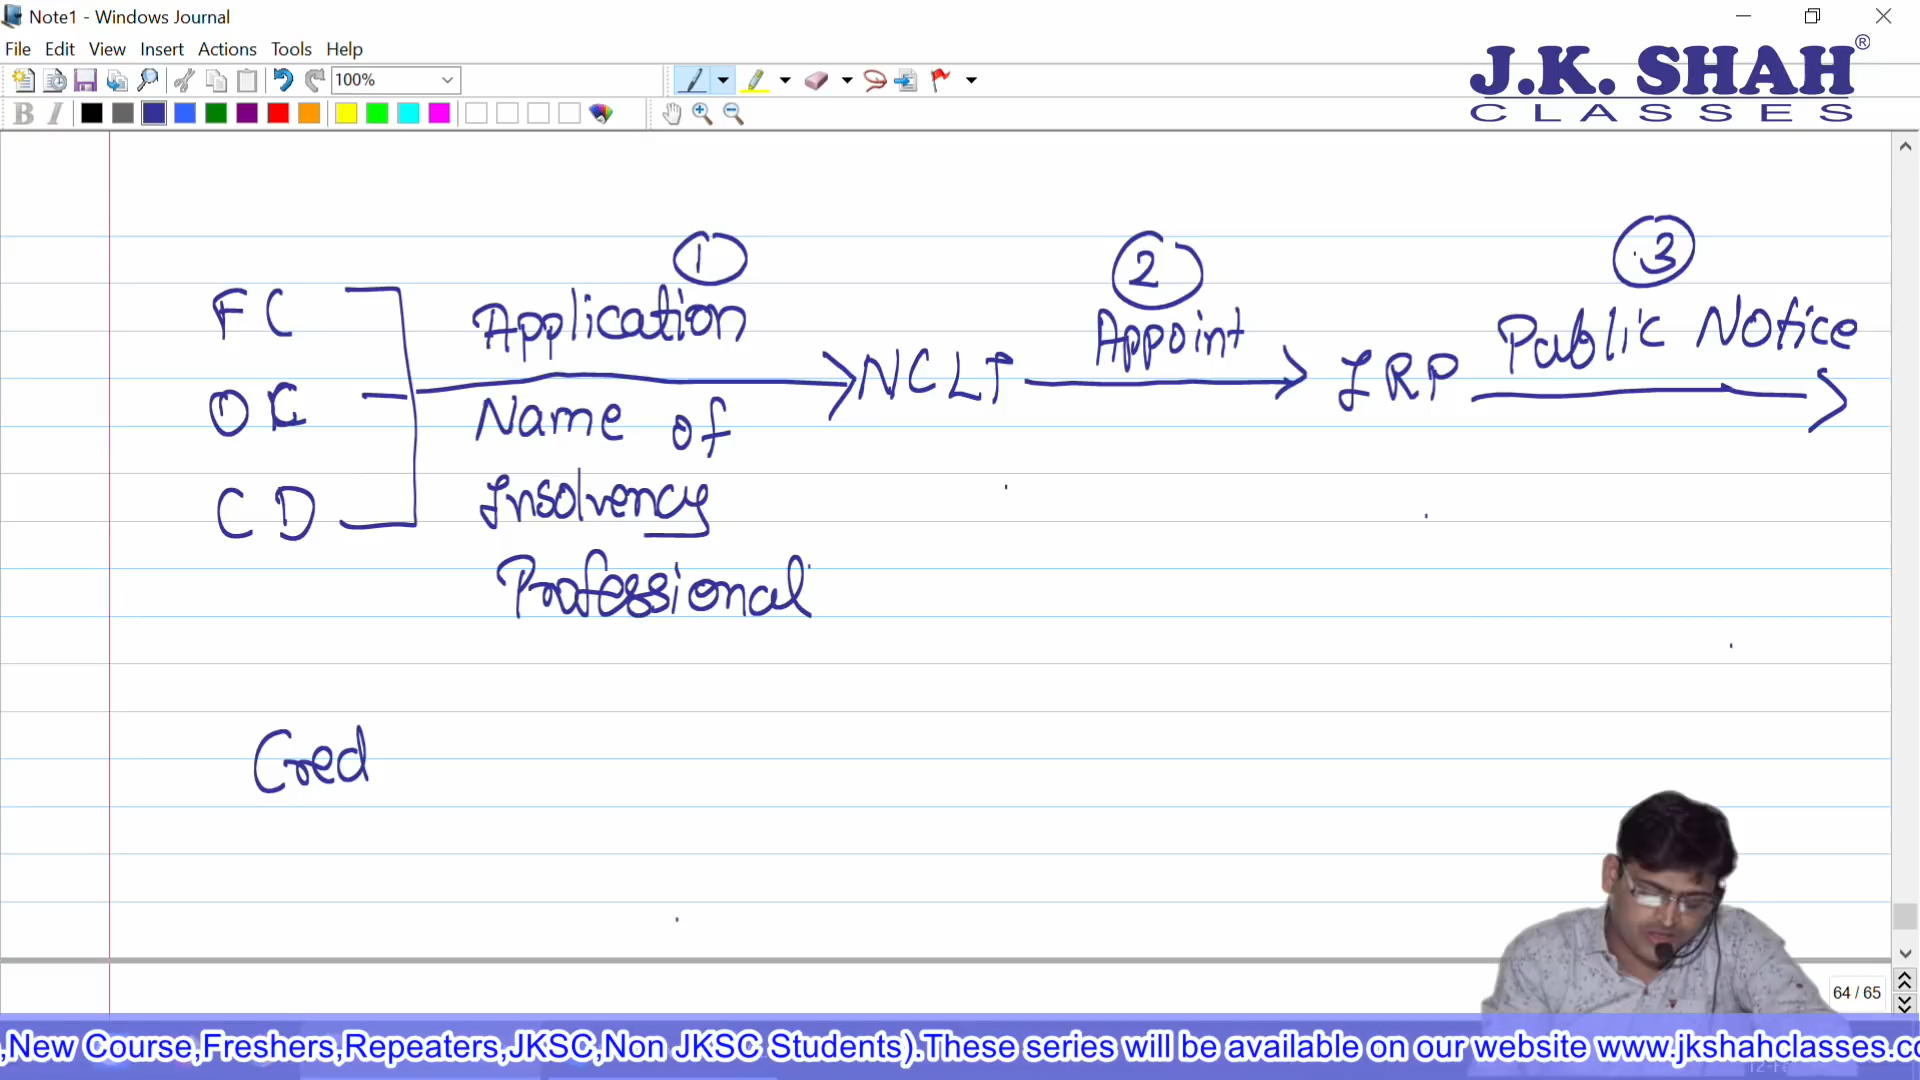 Note1 - Windows Journal
File Edit View Insert Actions Tools Help
100%
J.K. SHAH®
CLASSES
B I
1 2 3
FC Application Appoint Public Notice
NCLT IRP
OC Name of
CD Insolvency
Professional
Cred
64 / 65
,New Course,Freshers,Repeaters,JKSC,Non JKSC Students).These series will be available on our website www.jkshahclasses.co